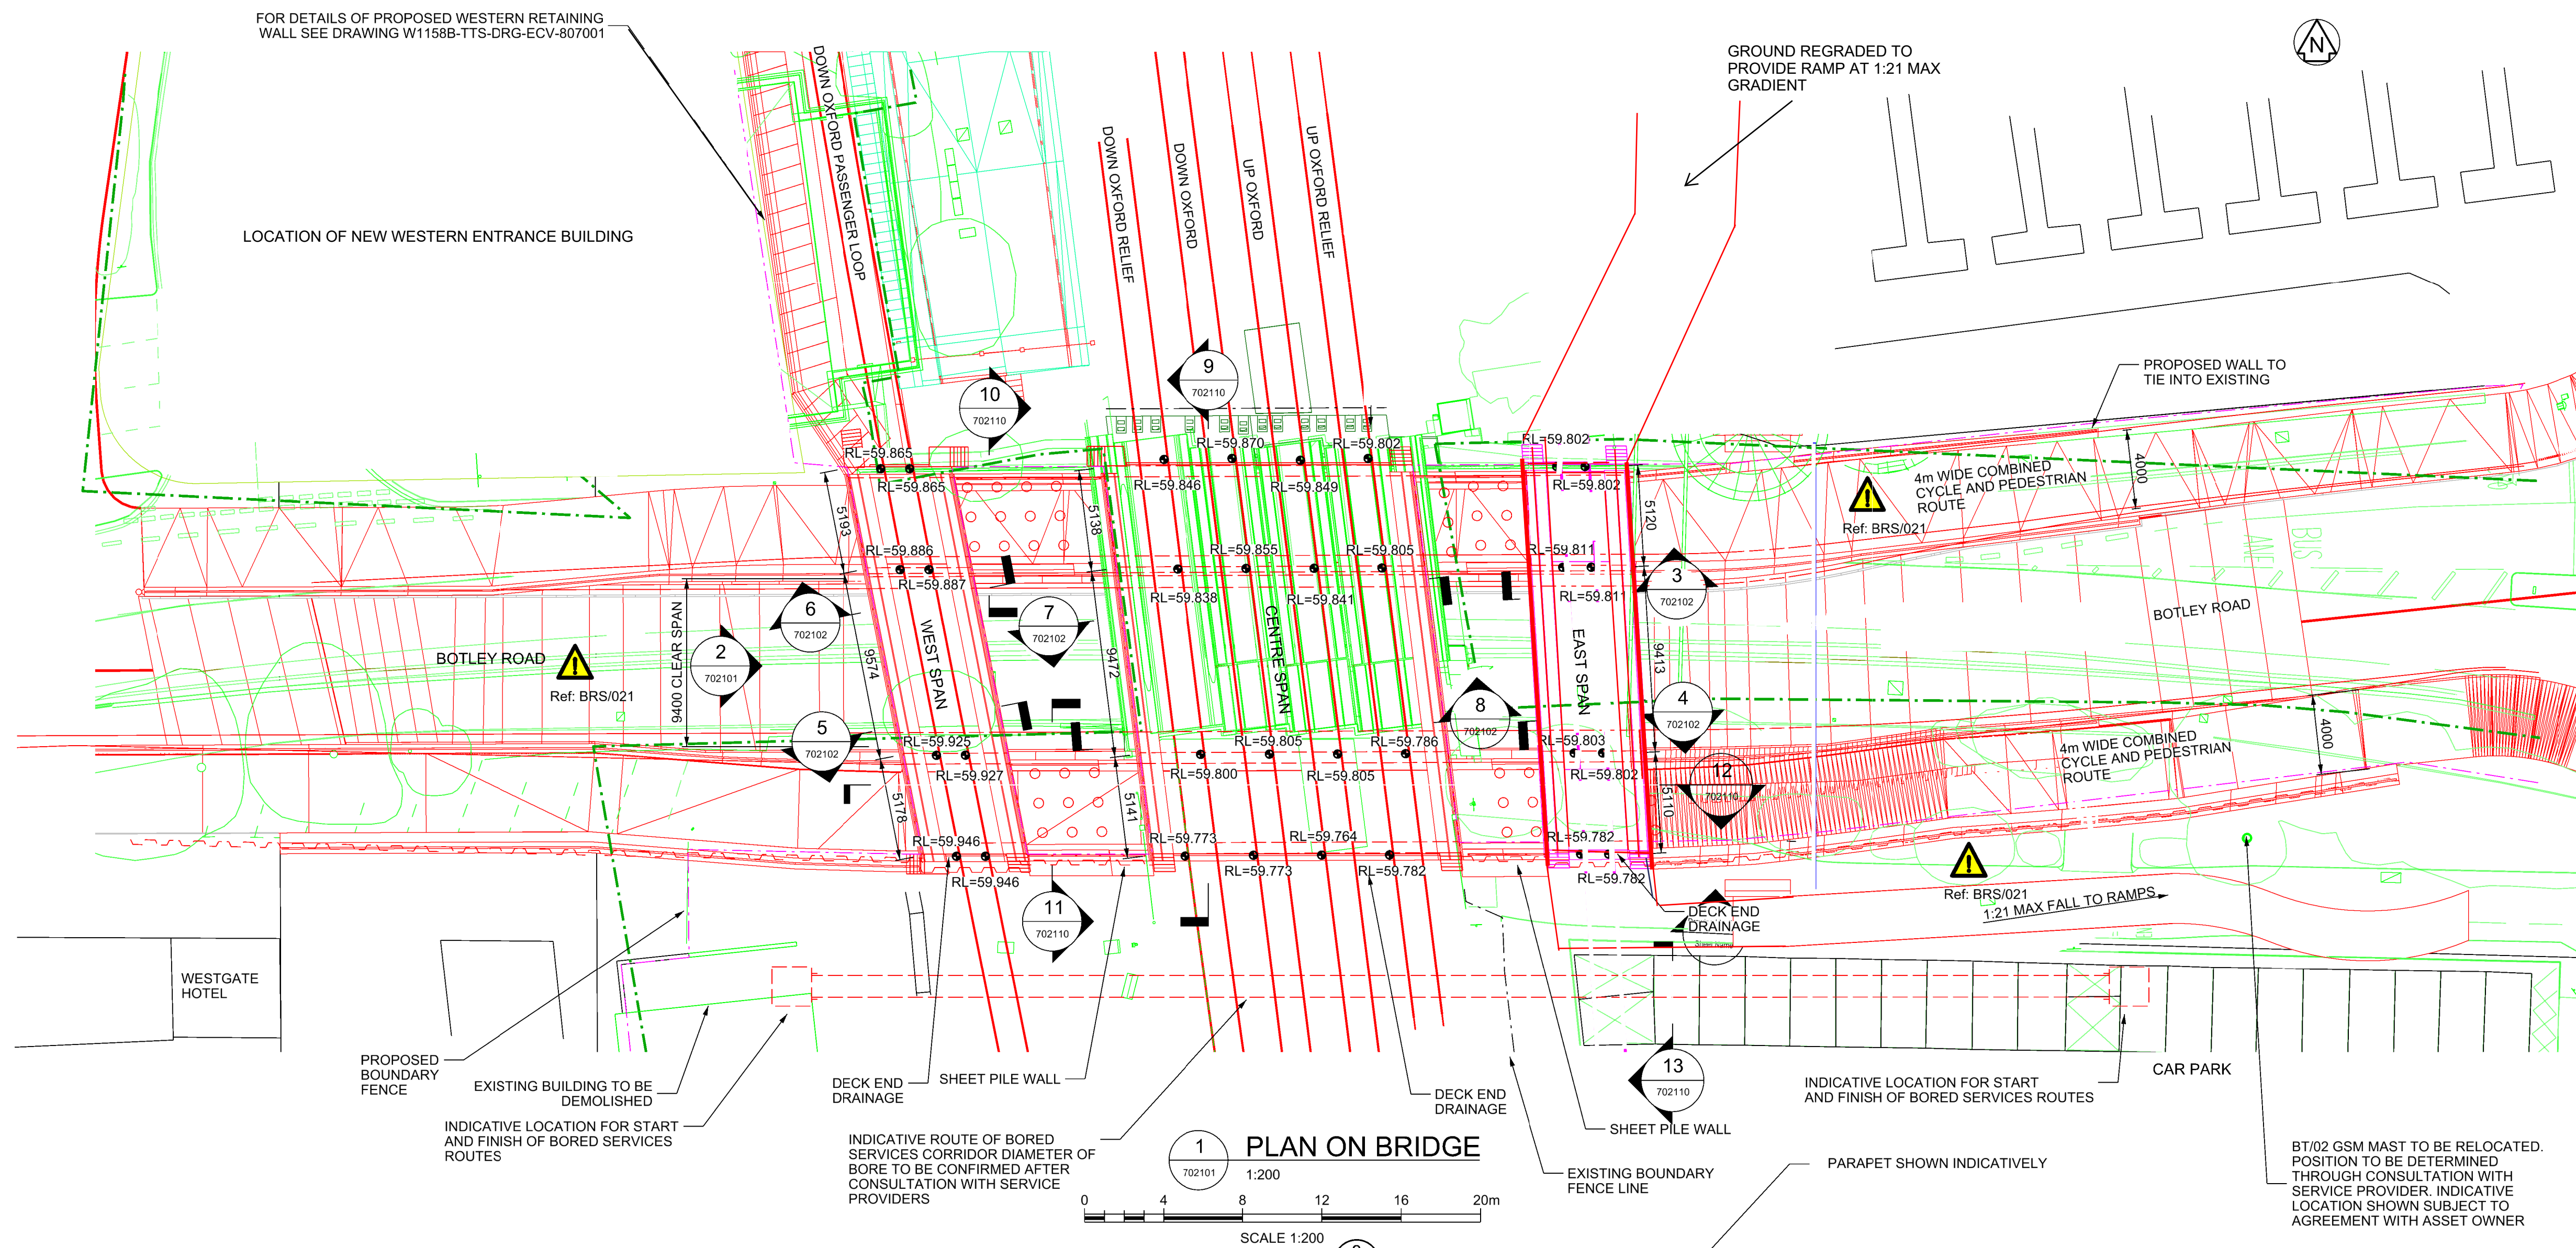 FOR DETAILS OF PROPOSED WESTERN RETAINING
WALL SEE DRAWING W1158B-TTS-DRG-ECV-807001
N
GROUND REGRADED TO
PROVIDE RAMP AT 1:21 MAX
GRADIENT
LOCATION OF NEW WESTERN ENTRANCE BUILDING
DOWN OXFORD PASSENGER LOOP
DOWN OXFORD RELIEF
DOWN OXFORD
UP OXFORD
UP OXFORD RELIEF
PROPOSED WALL TO
TIE INTO EXISTING
9
702110
10
702110
RL=59.865
RL=59.865
RL=59.870
RL=59.802
RL=59.846
RL=59.849
RL=59.802
RL=59.802
4m WIDE COMBINED
CYCLE AND PEDESTRIAN
ROUTE
4000
Ref: BRS/021
BUS
LANE
5193
5138
5120
RL=59.886
RL=59.887
RL=59.855
RL=59.805
RL=59.838
RL=59.841
RL=59.811
RL=59.811
3
702102
6
702102
7
702102
2
702101
BOTLEY ROAD
Ref: BRS/021
9400 CLEAR SPAN
9574
WEST SPAN
9472
CENTRE SPAN
EAST SPAN
9413
BOTLEY ROAD
8
702102
4
702102
5
702102
RL=59.925
RL=59.927
RL=59.805
RL=59.786
RL=59.800
RL=59.805
RL=59.803
RL=59.802
12
702110
4m WIDE COMBINED
CYCLE AND PEDESTRIAN
ROUTE
4000
5178
5141
5110
RL=59.946
RL=59.946
RL=59.773
RL=59.764
RL=59.773
RL=59.782
RL=59.782
RL=59.782
Ref: BRS/021
1:21 MAX FALL TO RAMPS
11
702110
DECK END
DRAINAGE
WESTGATE
HOTEL
PROPOSED
BOUNDARY
FENCE
EXISTING BUILDING TO BE
DEMOLISHED
INDICATIVE LOCATION FOR START
AND FINISH OF BORED SERVICES
ROUTES
DECK END
DRAINAGE
SHEET PILE WALL
INDICATIVE ROUTE OF BORED
SERVICES CORRIDOR DIAMETER OF
BORE TO BE CONFIRMED AFTER
CONSULTATION WITH SERVICE
PROVIDERS
DECK END
DRAINAGE
13
702110
SHEET PILE WALL
EXISTING BOUNDARY
FENCE LINE
INDICATIVE LOCATION FOR START
AND FINISH OF BORED SERVICES ROUTES
CAR PARK
PARAPET SHOWN INDICATIVELY
BT/02 GSM MAST TO BE RELOCATED.
POSITION TO BE DETERMINED
THROUGH CONSULTATION WITH
SERVICE PROVIDER. INDICATIVE
LOCATION SHOWN SUBJECT TO
AGREEMENT WITH ASSET OWNER
1
702101
PLAN ON BRIDGE
1:200
0 4 8 12 16 20m
SCALE 1:200